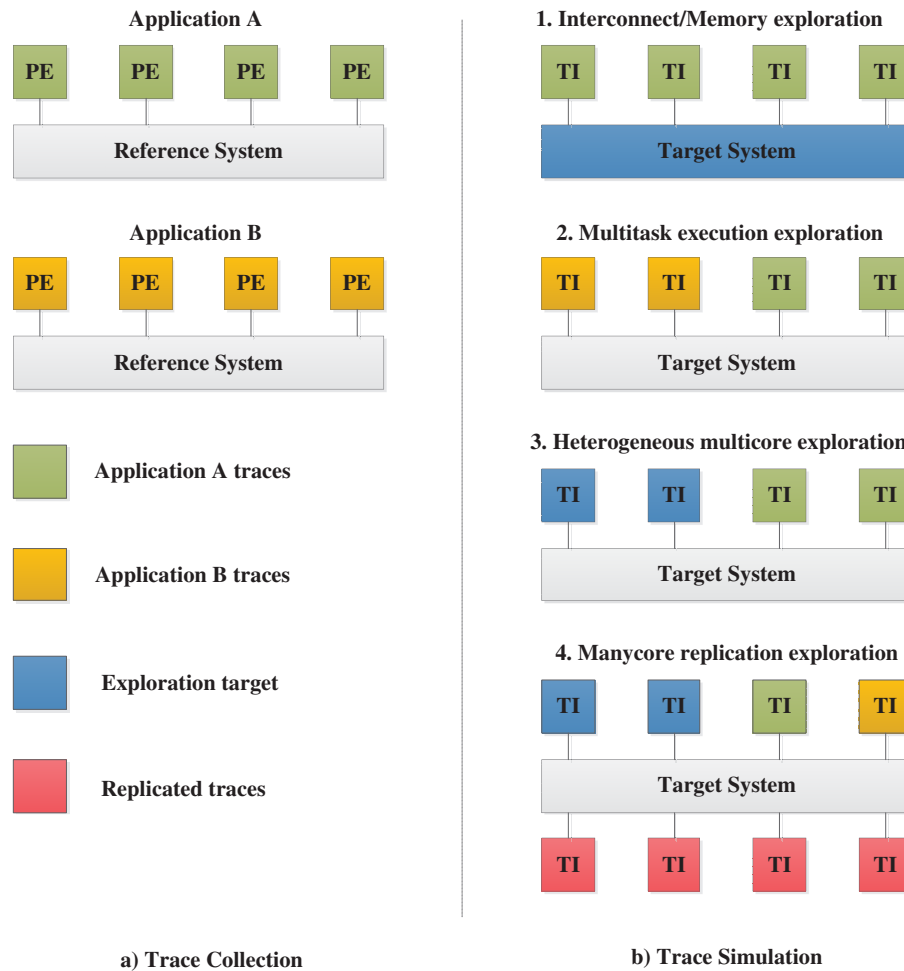 Application A
PE PE PE PE
Reference System
Application B
PE PE PE PE
Reference System
Application A traces
Application B traces
Exploration target
Replicated traces
a) Trace Collection
1. Interconnect/Memory exploration
TI TI TI TI
Target System
2. Multitask execution exploration
TI TI TI TI
Target System
3. Heterogeneous multicore exploration
TI TI TI TI
Target System
4. Manycore replication exploration
TI TI TI TI
Target System
TI TI TI TI
b) Trace Simulation